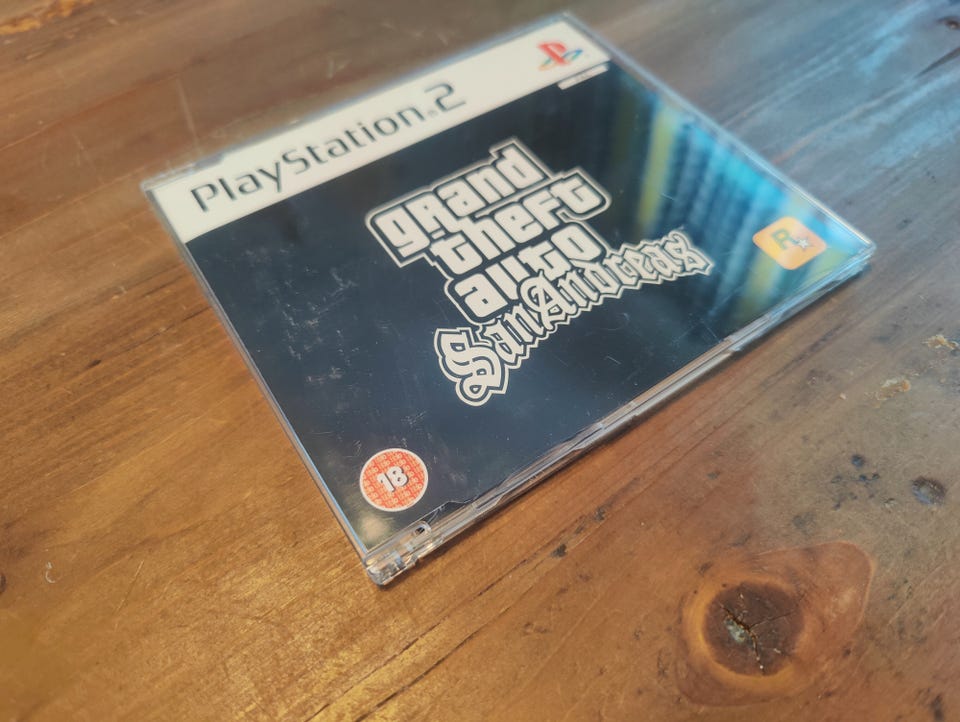 PlayStation®2
grand
theft
auto
San Andreas
R
18